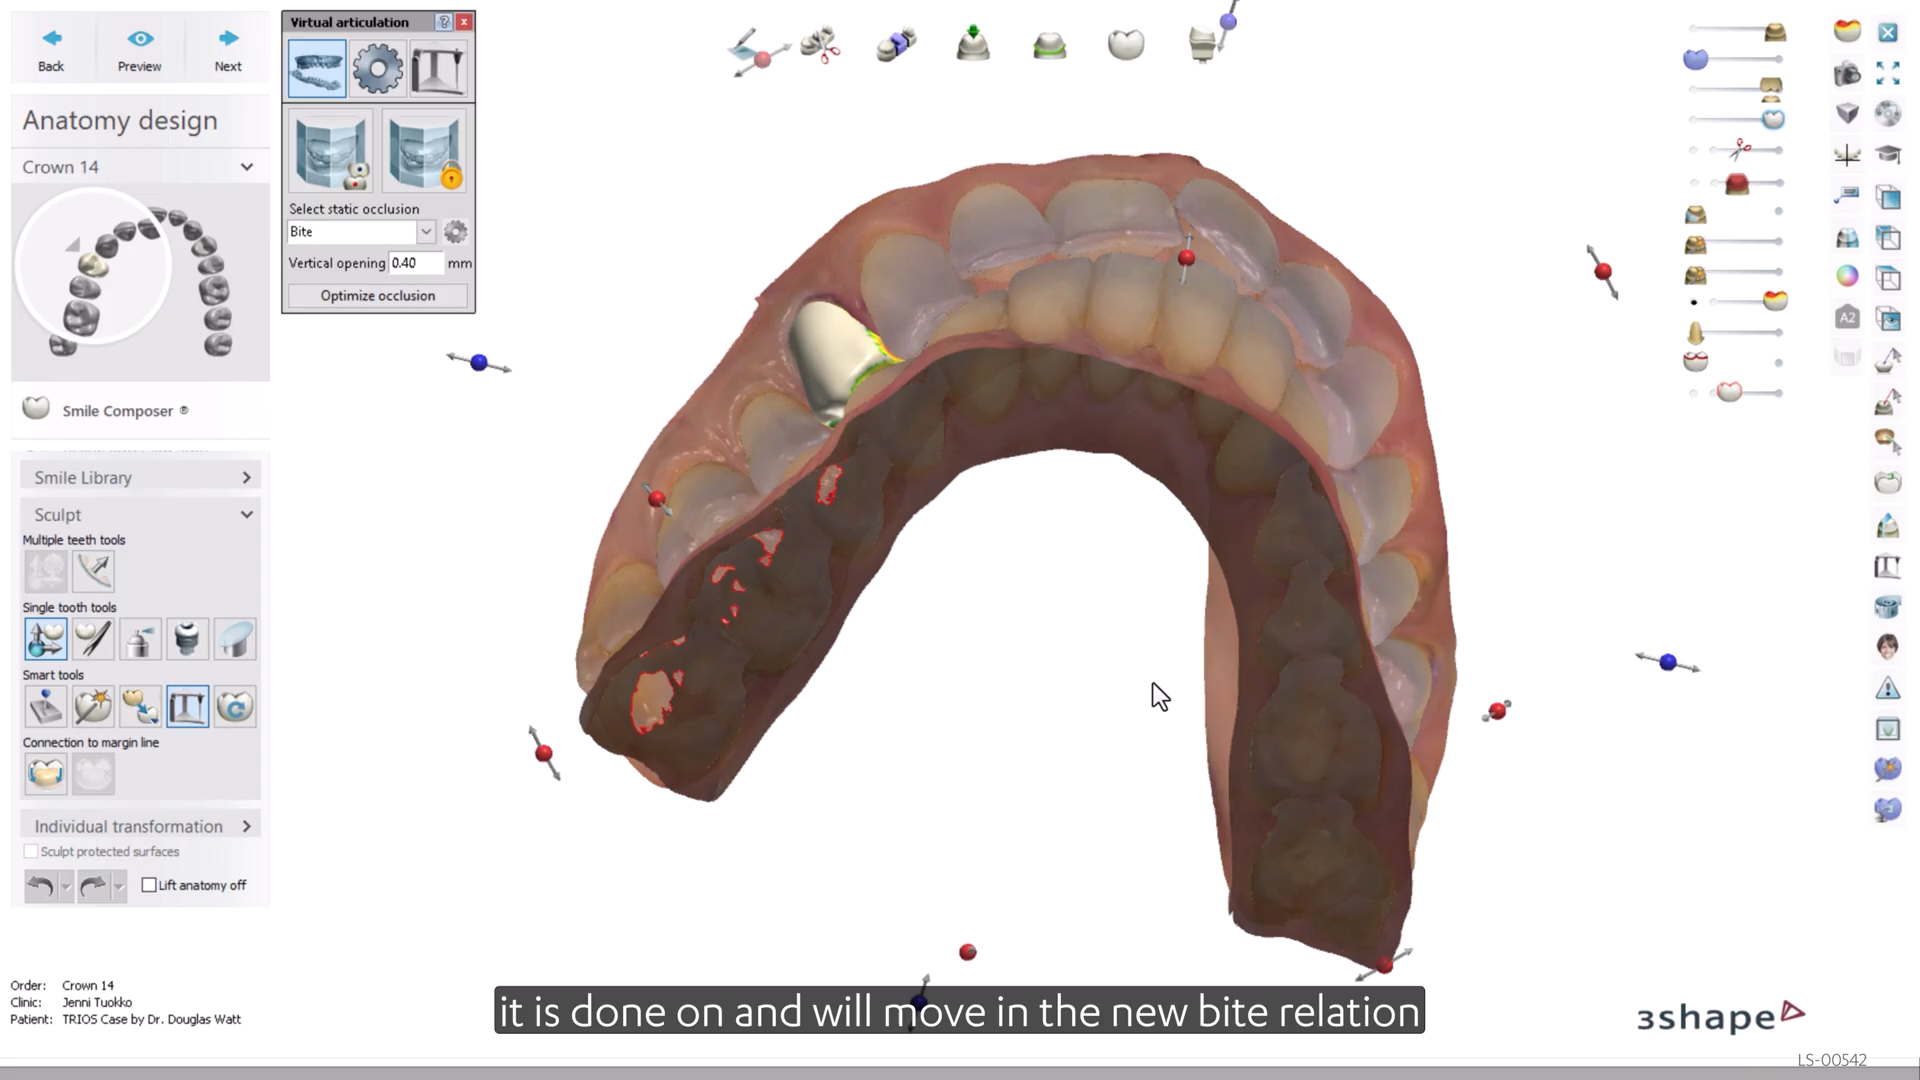 Back
Preview
Next
Anatomy design
Crown 14
Smile Composer ®
Smile Library
Sculpt
Multiple teeth tools
Single tooth tools
Smart tools
Connection to margin line
Individual transformation
Sculpt protected surfaces
Lift anatomy off
Order: Crown 14
Clinic: Jenni Tuokko
Patient: TRIOS Case by Dr. Douglas Watt
Virtual articulation
?
x
Select static occlusion
Bite
Vertical opening 0.40 mm
Optimize occlusion
A2
it is done on and will move in the new bite relation
3shape
LS-00542